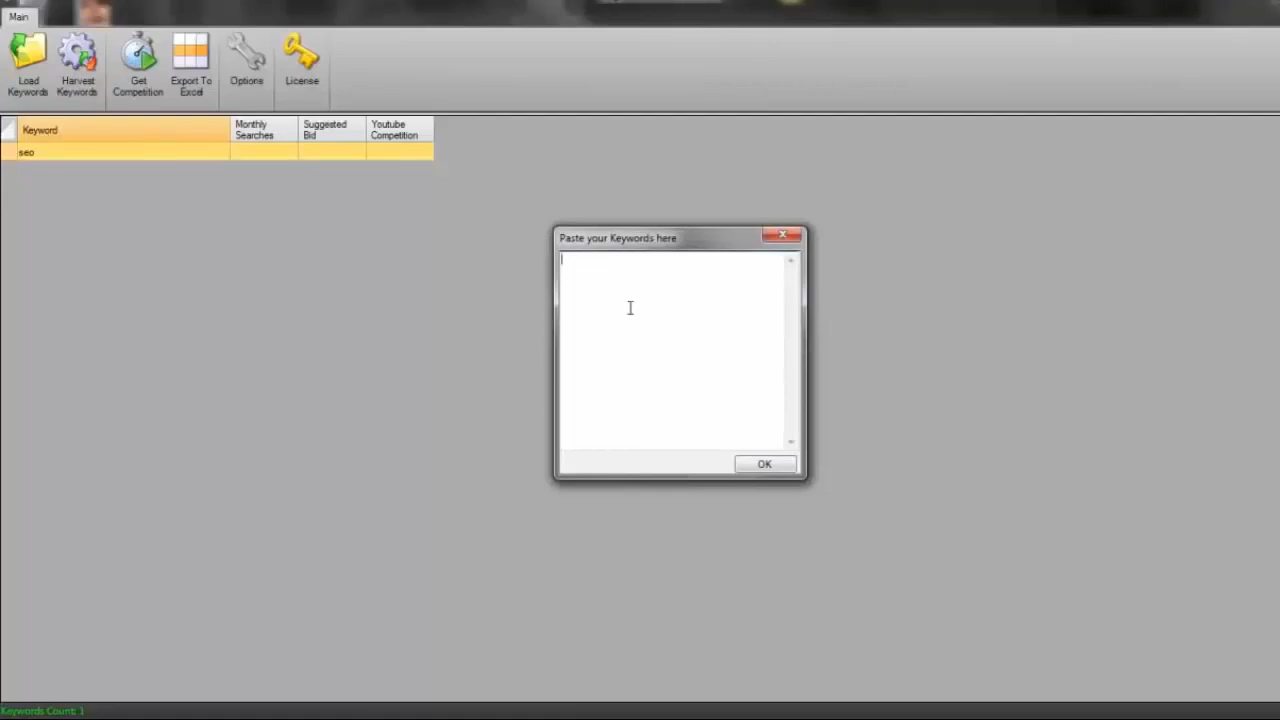 Main
Load Keywords
Harvest Keywords
Get Competition
Export To Excel
Options
License
Keyword
Monthly Searches
Suggested Bid
Youtube Competition
seo
Paste your Keywords here
OK
Keywords Count: 1